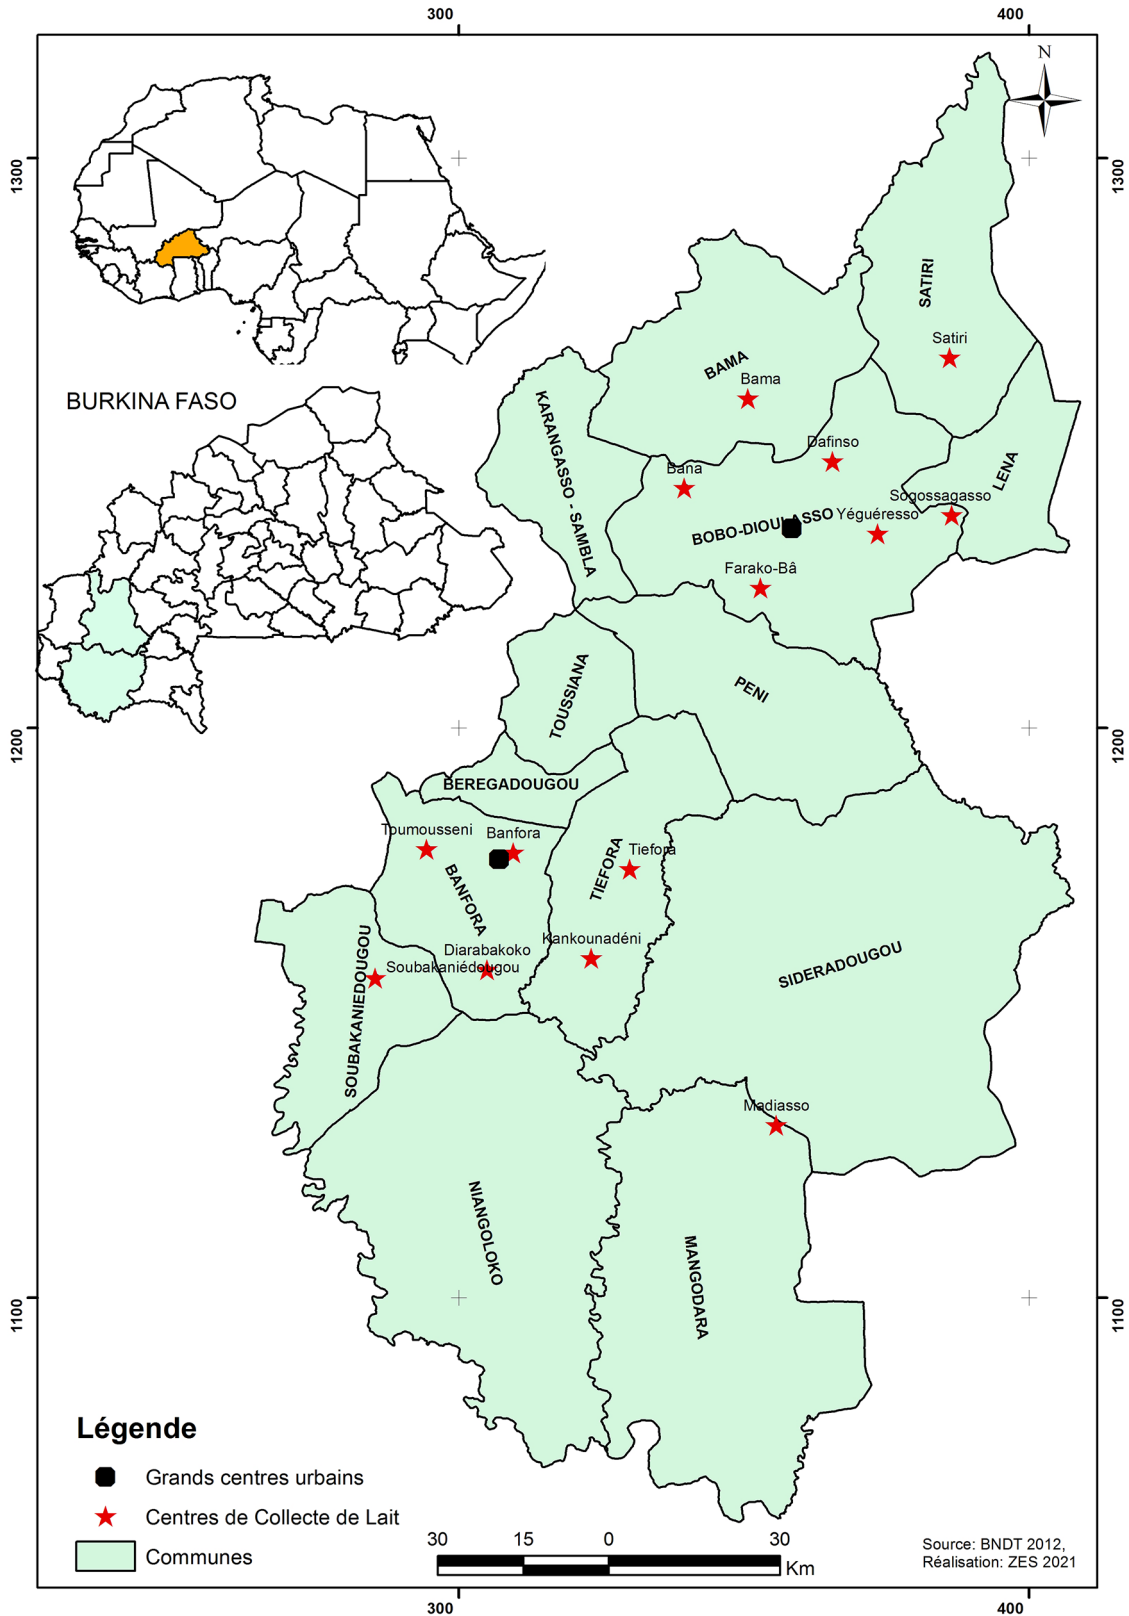 300
400
N
1300
1300
BURKINA FASO
SATIRI
Satiri
BAMA
Bama
KARANGASSO - SAMBLA
Dafinso
Bana
LENA
Sogossagasso
BOBO-DIOULASSO
Yéguéresso
Farako-Bâ
TOUSSIANA
PENI
1200
1200
BEREGADOUGOU
Toumousseni
Banfora
BANFORA
TIEFORA
Tiefora
Kankounadéni
Diarabakoko
Soubakaniédougou
SOUBAKANIEDOUGOU
SIDERADOUGOU
Madiasso
NIANGOLOKO
MANGODARA
1100
1100
Légende
Grands centres urbains
Centres de Collecte de Lait
Communes
30 15 0 30
Km
Source: BNDT 2012,
Réalisation: ZES 2021
300
400